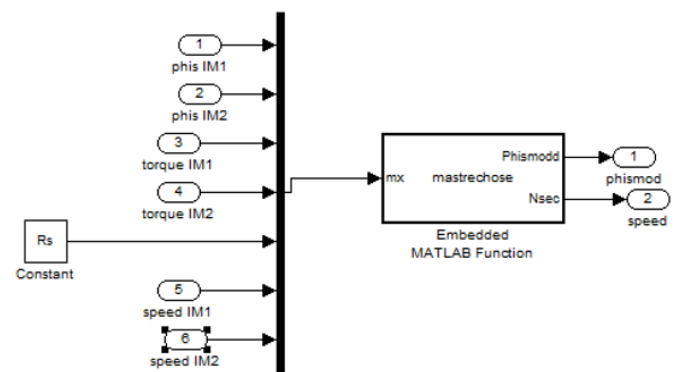 1
phis IM1
2
phis IM2
3
torque IM1
4
torque IM2
Rs
Constant
5
speed IM1
6
speed IM2
mx
mastrechose
Phismodd
Nsec
Embedded
MATLAB Function
1
phismod
2
speed